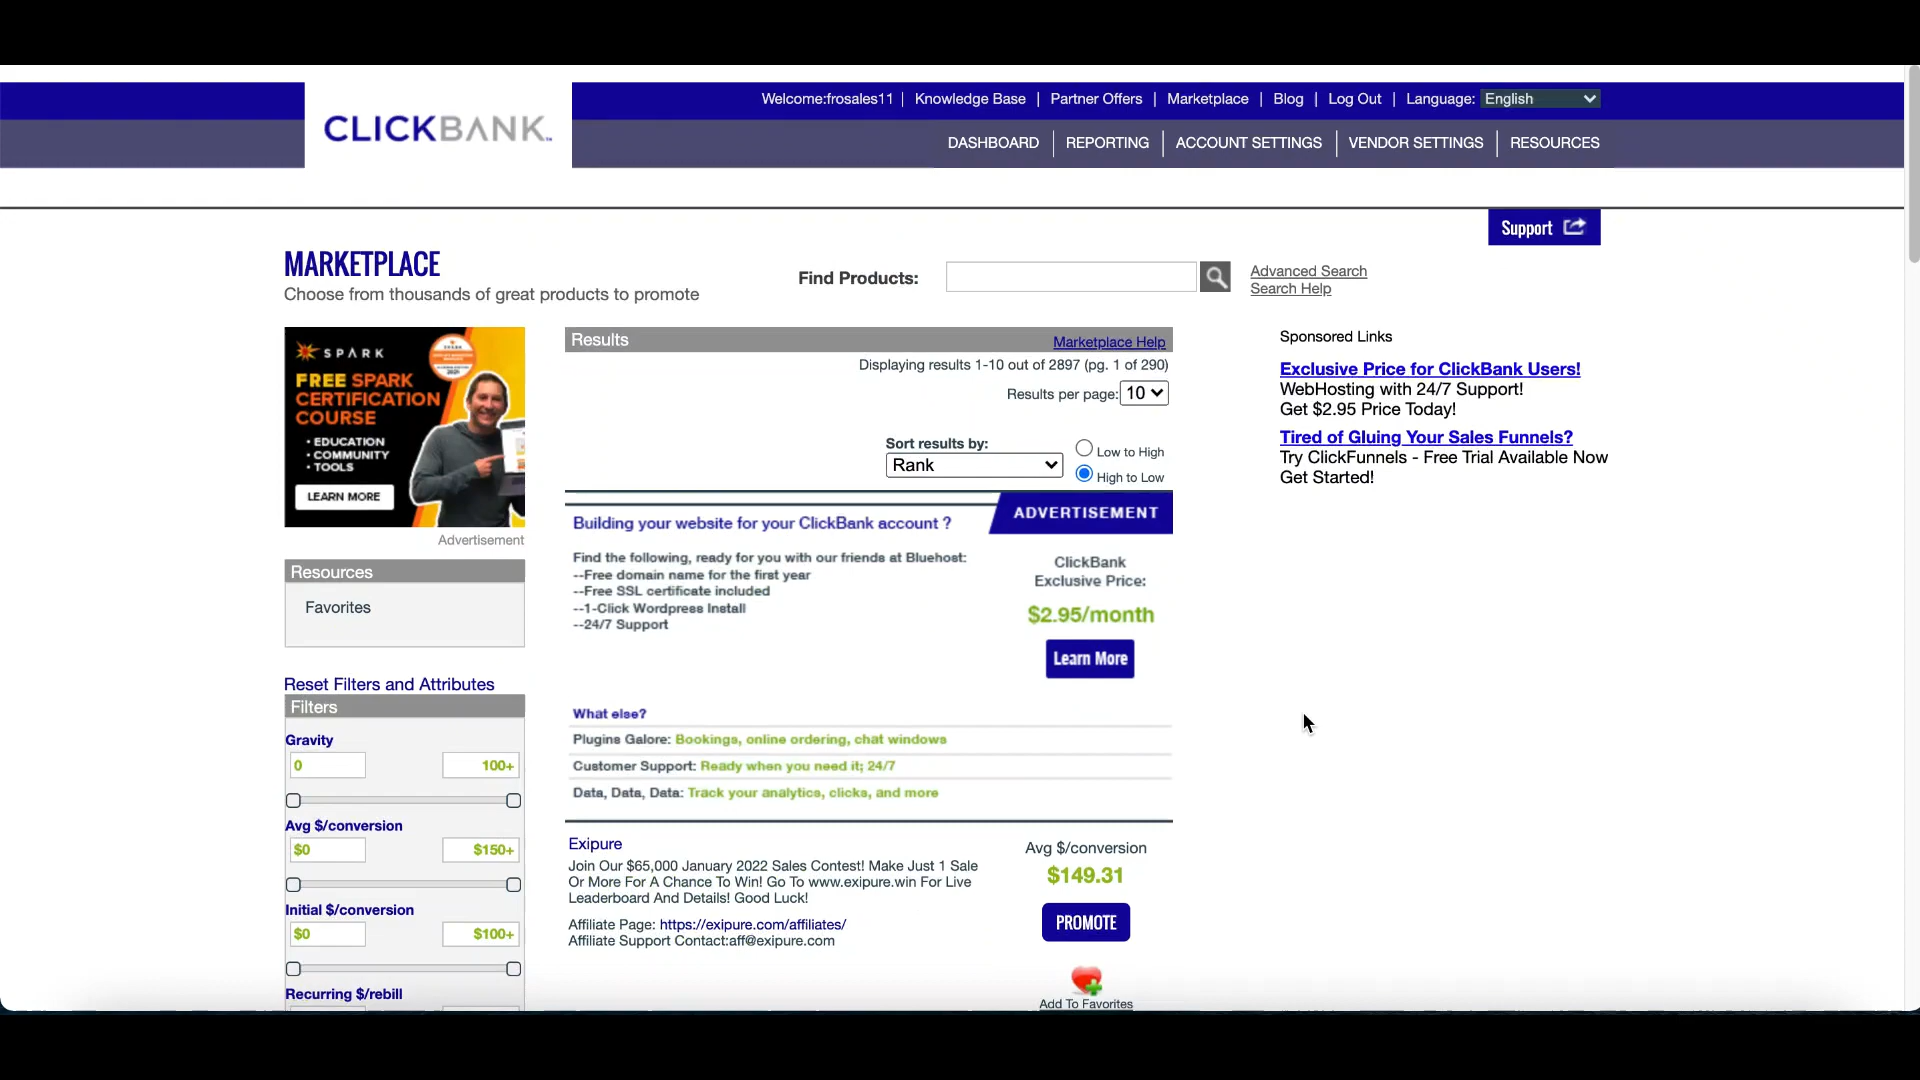 Welcome:frosales11 | Knowledge Base | Partner Offers | Marketplace | Blog | Log Out | Language: English
CLICKBANK
DASHBOARD | REPORTING | ACCOUNT SETTINGS | VENDOR SETTINGS | RESOURCES
Support
MARKETPLACE
Choose from thousands of great products to promote
Find Products:
Advanced Search
Search Help
SPARK
FREE SPARK
CERTIFICATION
COURSE
• EDUCATION
• COMMUNITY
• TOOLS
LEARN MORE
Advertisement
Resources
Favorites
Reset Filters and Attributes
Filters
Gravity
0 100+
Avg $/conversion
$0 $150+
Initial $/conversion
$0 $100+
Recurring $/rebill
Results Marketplace Help
Displaying results 1-10 out of 2897 (pg. 1 of 290)
Results per page: 10
Sort results by:
Rank
Low to High
High to Low
ADVERTISEMENT
Building your website for your ClickBank account ?
Find the following, ready for you with our friends at Bluehost:
--Free domain name for the first year
--Free SSL certificate included
--1-Click Wordpress Install
--24/7 Support
ClickBank
Exclusive Price:
$2.95/month
Learn More
What else?
Plugins Galore: Bookings, online ordering, chat windows
Customer Support: Ready when you need it; 24/7
Data, Data, Data: Track your analytics, clicks, and more
Exipure
Join Our $65,000 January 2022 Sales Contest! Make Just 1 Sale
Or More For A Chance To Win! Go To www.exipure.win For Live
Leaderboard And Details! Good Luck!
Affiliate Page: https://exipure.com/affiliates/
Affiliate Support Contact:aff@exipure.com
Avg $/conversion
$149.31
PROMOTE
Add To Favorites
Sponsored Links
Exclusive Price for ClickBank Users!
WebHosting with 24/7 Support!
Get $2.95 Price Today!
Tired of Gluing Your Sales Funnels?
Try ClickFunnels - Free Trial Available Now
Get Started!